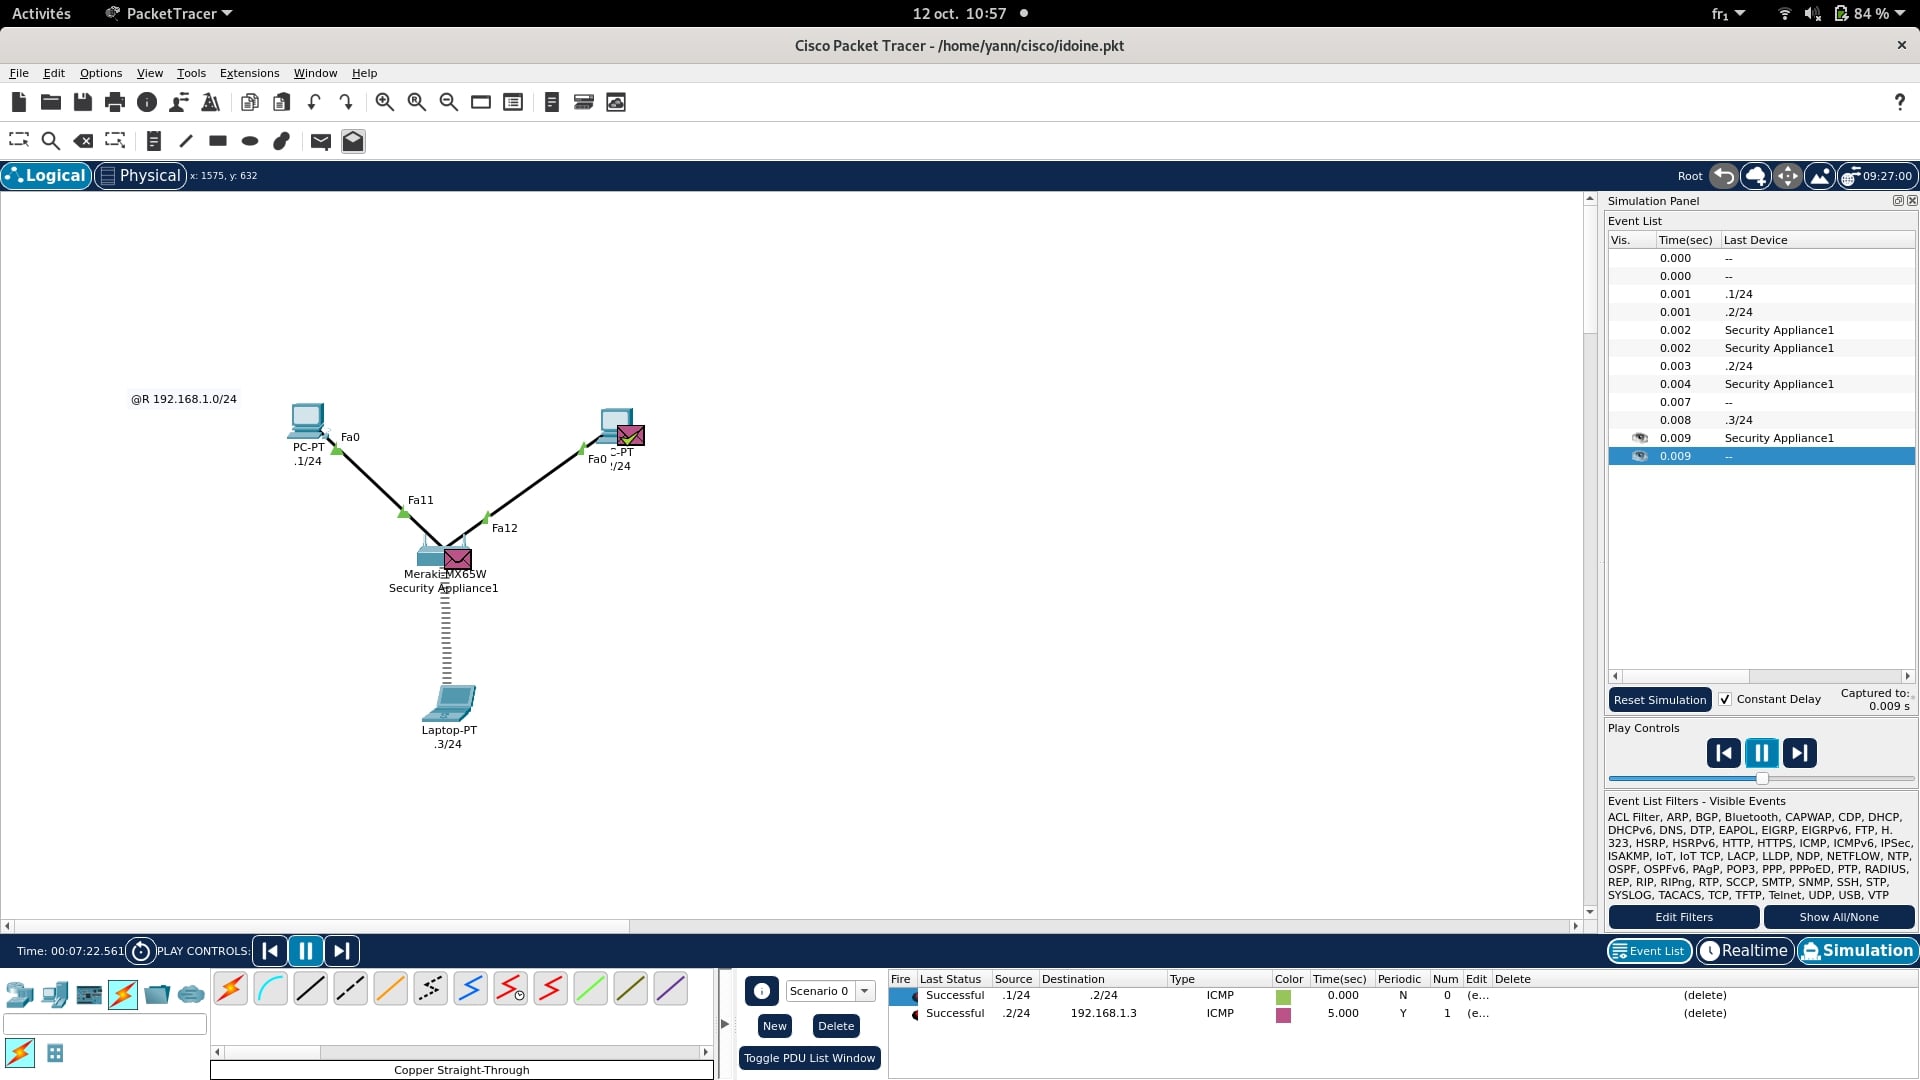 Activités
PacketTracer
12 oct. 10:57
fr₁
84 %
Cisco Packet Tracer - /home/yann/cisco/idoine.pkt
File Edit Options View Tools Extensions Window Help
Logical
Physical
x: 1575, y: 632
Root
09:27:00
@R 192.168.1.0/24
PC-PT
.1/24
Fa0
Fa11
Fa0
C-PT
/24
Fa12
Meraki-MX65W
Security Appliance1
Laptop-PT
.3/24
Simulation Panel
Event List
Vis. Time(sec) Last Device
0.000 --
0.000 --
0.001 .1/24
0.001 .2/24
0.002 Security Appliance1
0.002 Security Appliance1
0.003 .2/24
0.004 Security Appliance1
0.007 --
0.008 .3/24
0.009 Security Appliance1
0.009 --
Reset Simulation
Constant Delay
Captured to:
0.009 s
Play Controls
Event List Filters - Visible Events
ACL Filter, ARP, BGP, Bluetooth, CAPWAP, CDP, DHCP,
DHCPv6, DNS, DTP, EAPOL, EIGRP, EIGRPv6, FTP, H.
323, HSRP, HSRPv6, HTTP, HTTPS, ICMP, ICMPv6, IPSec,
ISAKMP, IoT, IoT TCP, LACP, LLDP, NDP, NETFLOW, NTP,
OSPF, OSPFv6, PAgP, POP3, PPP, PPPoED, PTP, RADIUS,
REP, RIP, RIPng, RTP, SCCP, SMTP, SNMP, SSH, STP,
SYSLOG, TACACS, TCP, TFTP, Telnet, UDP, USB, VTP
Edit Filters
Show All/None
Time: 00:07:22.561
PLAY CONTROLS:
Event List
Realtime
Simulation
Copper Straight-Through
Scenario 0
New
Delete
Toggle PDU List Window
Fire Last Status Source Destination Type Color Time(sec) Periodic Num Edit Delete
Successful .1/24 .2/24 ICMP 0.000 N 0 (e... (delete)
Successful .2/24 192.168.1.3 ICMP 5.000 Y 1 (e... (delete)